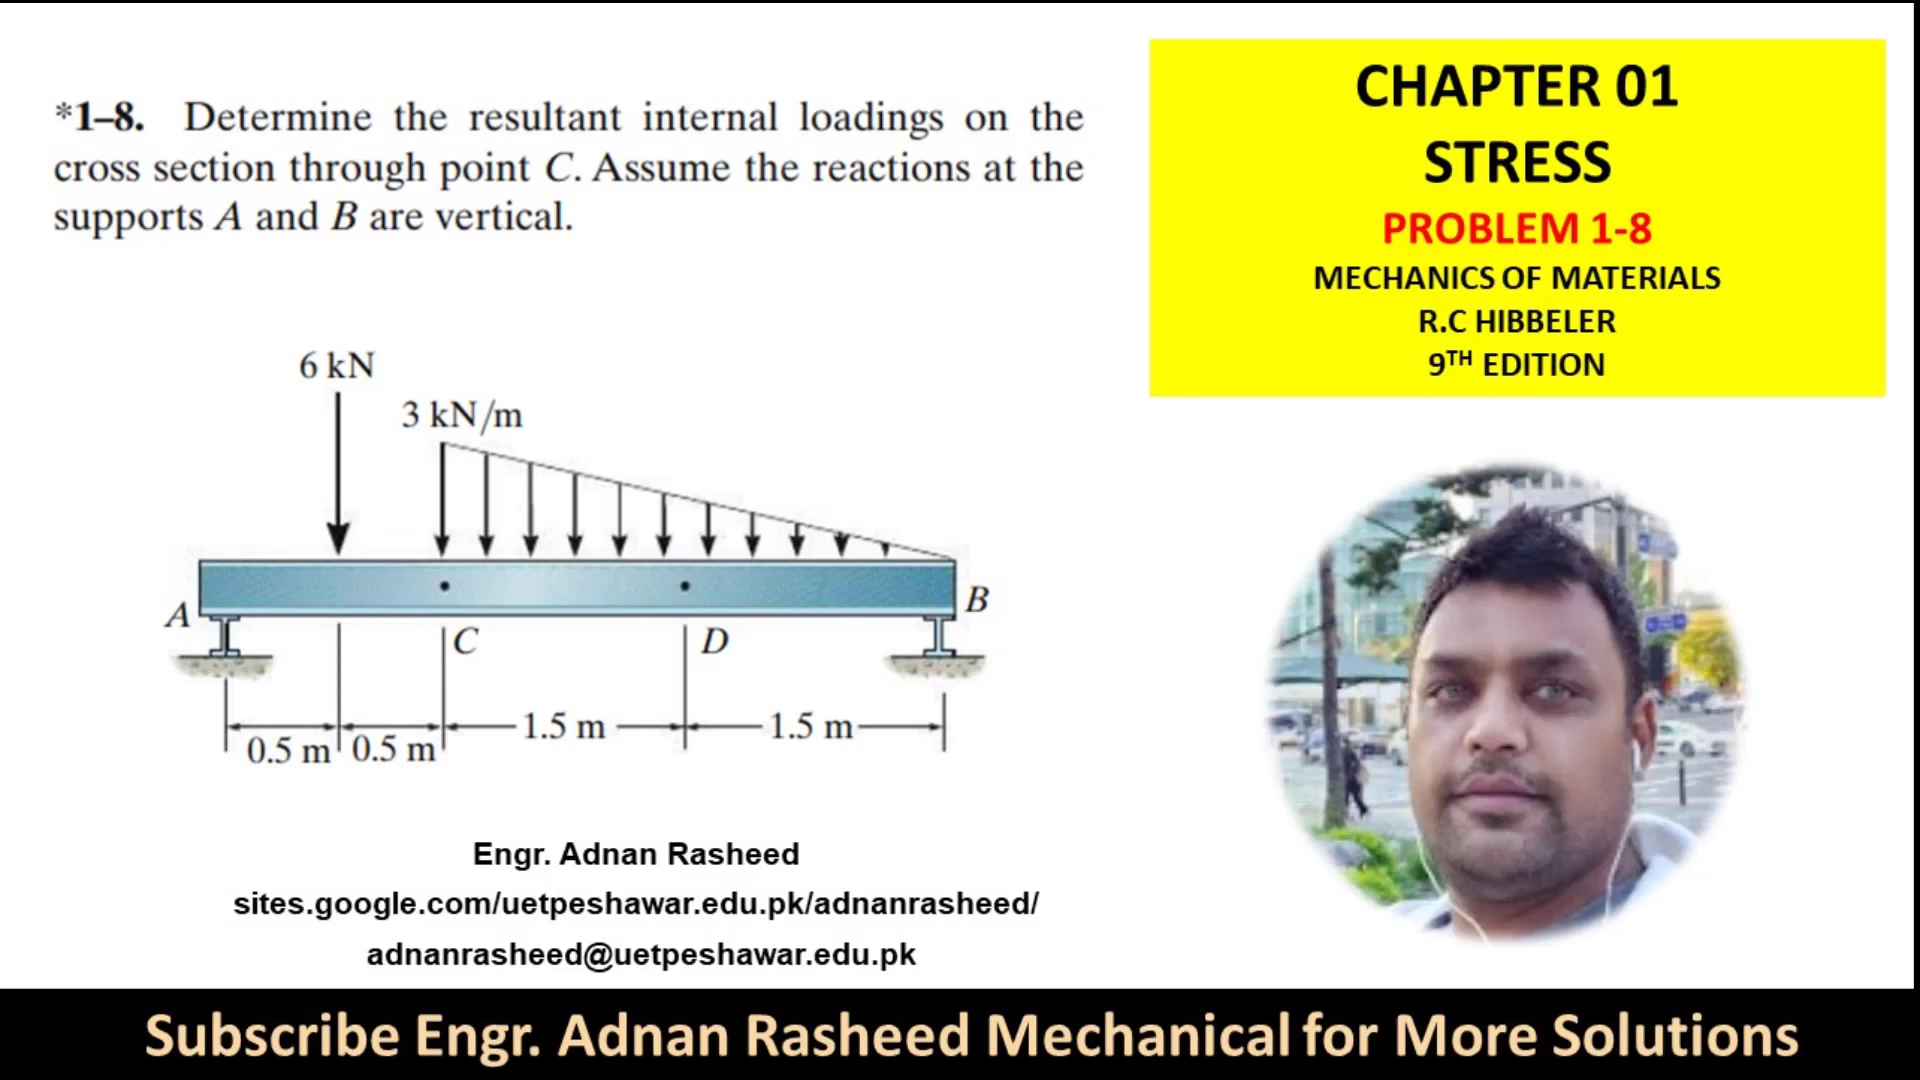 *1–8. Determine the resultant internal loadings on the
cross section through point C. Assume the reactions at the
supports A and B are vertical.
CHAPTER 01
STRESS
PROBLEM 1-8
MECHANICS OF MATERIALS
R.C HIBBELER
9TH EDITION
6 kN
3 kN/m
A
B
C
D
0.5 m
0.5 m
1.5 m
1.5 m
Engr. Adnan Rasheed
sites.google.com/uetpeshawar.edu.pk/adnanrasheed/
adnanrasheed@uetpeshawar.edu.pk
Subscribe Engr. Adnan Rasheed Mechanical for More Solutions